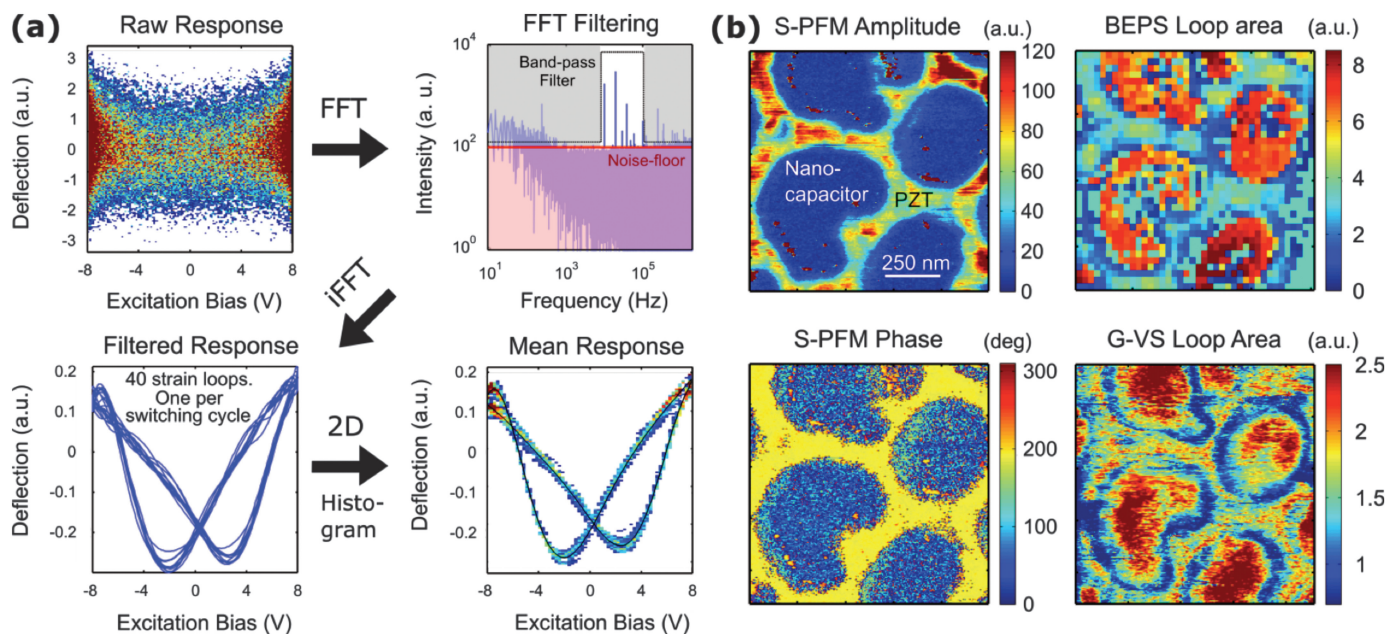 (a)
Raw Response
Deflection (a.u.)
3
2
1
0
-1
-2
-3
-8 -4 0 4 8
Excitation Bias (V)
FFT
FFT Filtering
Intensity (a. u.)
10^4
10^2
10^0
Band-pass
Filter
Noise-floor
10^1 10^3 10^5
Frequency (Hz)
iFFT
Filtered Response
Deflection (a.u.)
0.2
0.1
0
-0.1
-0.2
40 strain loops.
One per
switching cycle
-8 -4 0 4 8
Excitation Bias (V)
2D
Histo-
gram
Mean Response
Deflection (a.u.)
0.2
0.1
0
-0.1
-0.2
-8 -4 0 4 8
Excitation Bias (V)
(b)
S-PFM Amplitude (a.u.)
Nano-
capacitor
PZT
250 nm
120
100
80
60
40
20
0
BEPS Loop area (a.u.)
8
6
4
2
0
S-PFM Phase (deg)
300
200
100
0
G-VS Loop Area (a.u.)
2.5
2
1.5
1